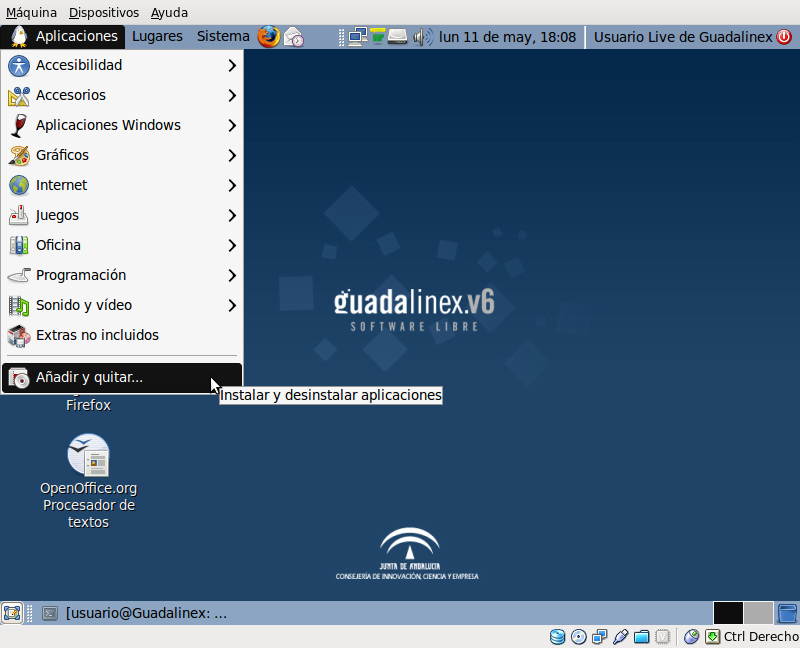 Máquina Dispositivos Ayuda
Aplicaciones Lugares Sistema lun 11 de may, 18:08 Usuario Live de Guadalinex
Accesibilidad
Accesorios
Aplicaciones Windows
Gráficos
Internet
Juegos
Oficina
Programación
Sonido y vídeo
Extras no incluidos
Añadir y quitar...
Instalar y desinstalar aplicaciones
guadalinex.v6
SOFTWARE LIBRE
Firefox
OpenOffice.org
Procesador de
textos
JUNTA DE ANDALUCIA
CONSEJERÍA DE INNOVACIÓN, CIENCIA Y EMPRESA
[usuario@Guadalinex: ...
Ctrl Derecho